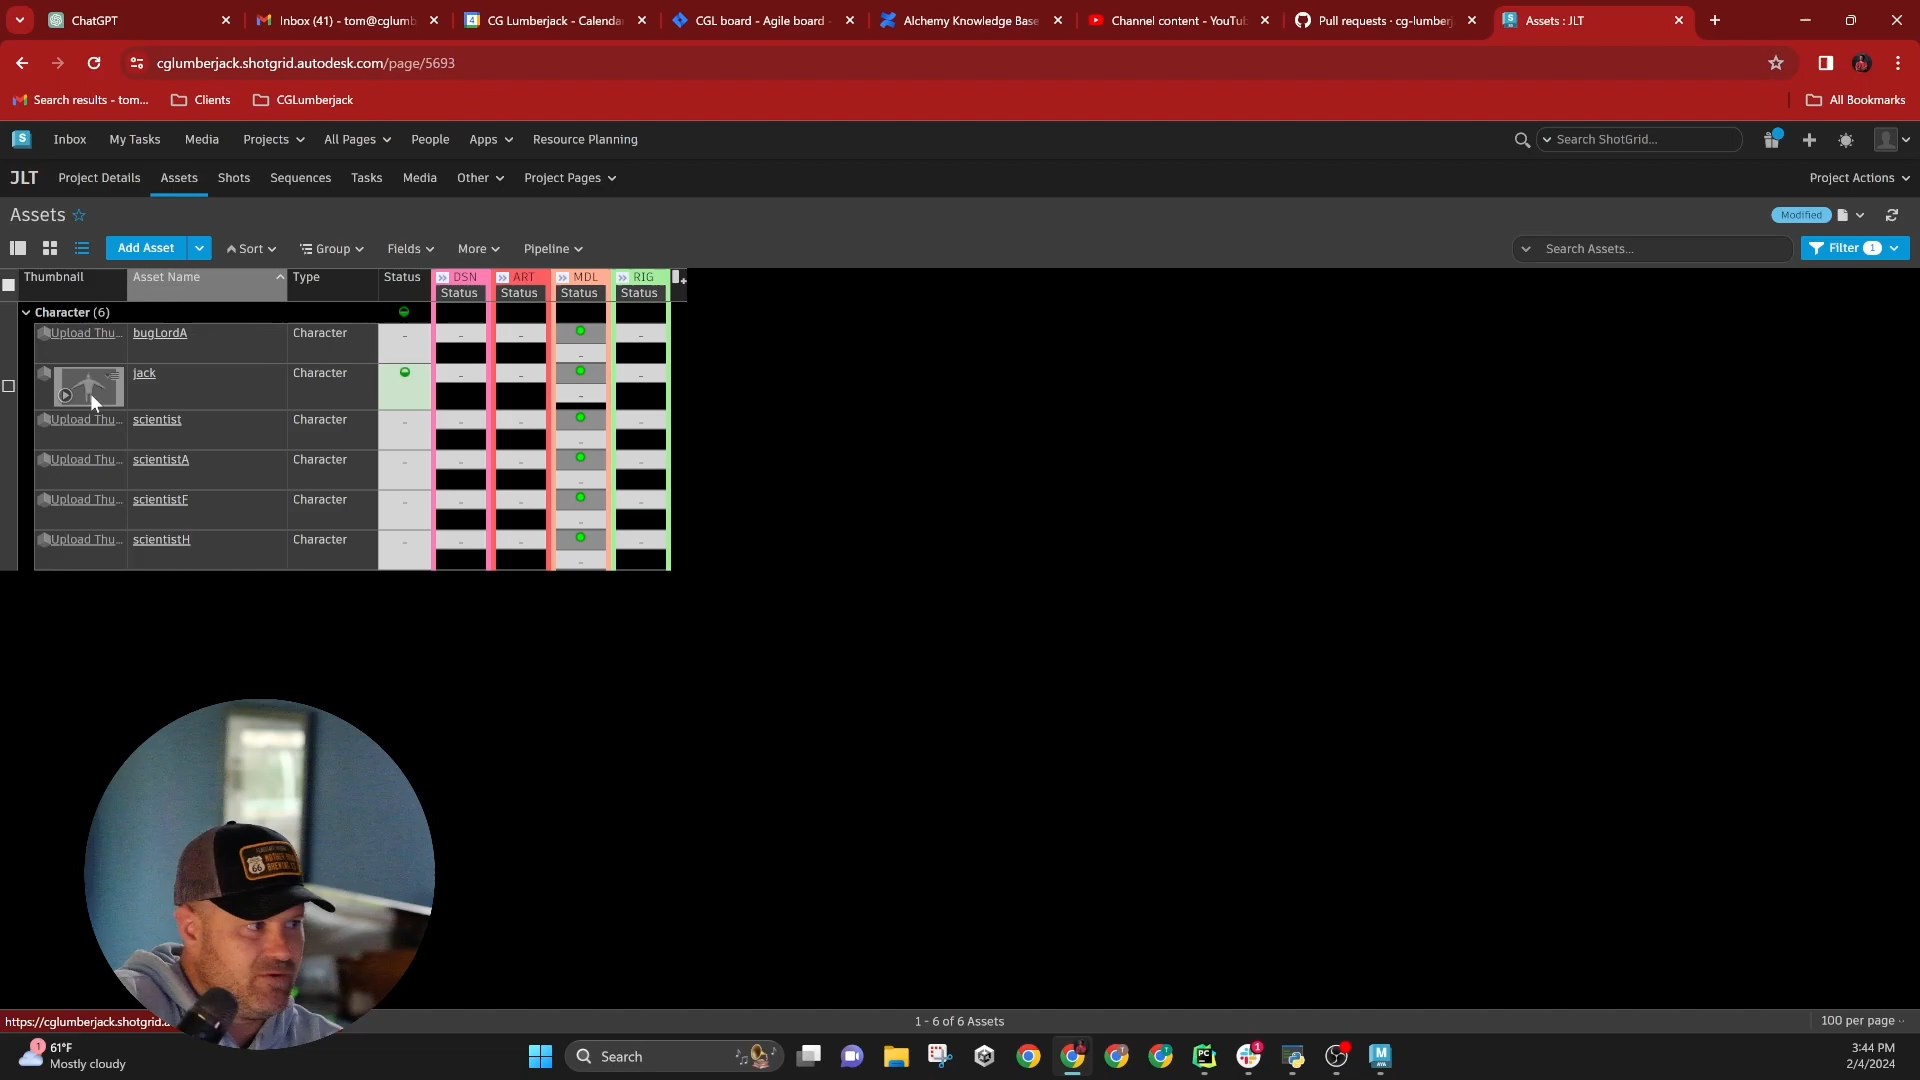 ChatGPT
Inbox (41) - tom@cglumb
CG Lumberjack - Calenda
CGL board - Agile board -
Alchemy Knowledge Base
Channel content - YouTu
Pull requests · cg-lumberj
Assets : JLT
cglumberjack.shotgrid.autodesk.com/page/5693
Search results - tom...
Clients
CGLumberjack
All Bookmarks
Inbox
My Tasks
Media
Projects
All Pages
People
Apps
Resource Planning
Search ShotGrid...
JLT
Project Details
Assets
Shots
Sequences
Tasks
Media
Other
Project Pages
Project Actions
Assets
Modified
Add Asset
Sort
Group
Fields
More
Pipeline
Search Assets...
Filter 1
Thumbnail
Asset Name
Type
Status
DSN
ART
MDL
RIG
Status
Status
Status
Status
Character (6)
Upload Thu... bugLordA Character
jack Character
Upload Thu... scientist Character
Upload Thu... scientistA Character
Upload Thu... scientistF Character
Upload Thu... scientistH Character
https://cglumberjack.shotgrid.a
1 - 6 of 6 Assets
100 per page
1
61°F
Mostly cloudy
Search
1
3:44 PM
2/4/2024